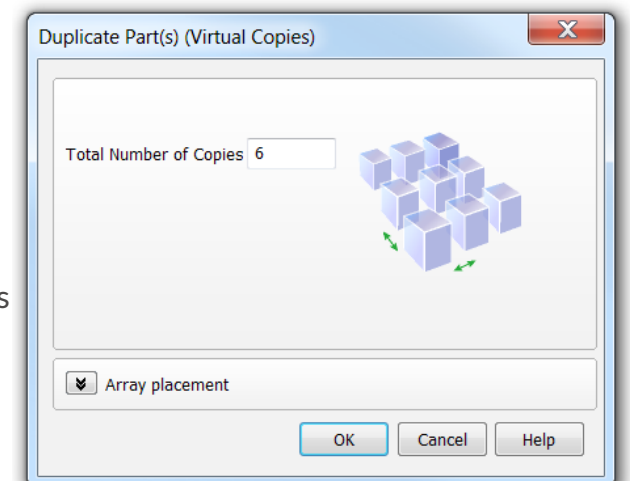 Duplicate Part(s) (Virtual Copies)
Total Number of Copies 6
s
Array placement
OK Cancel Help